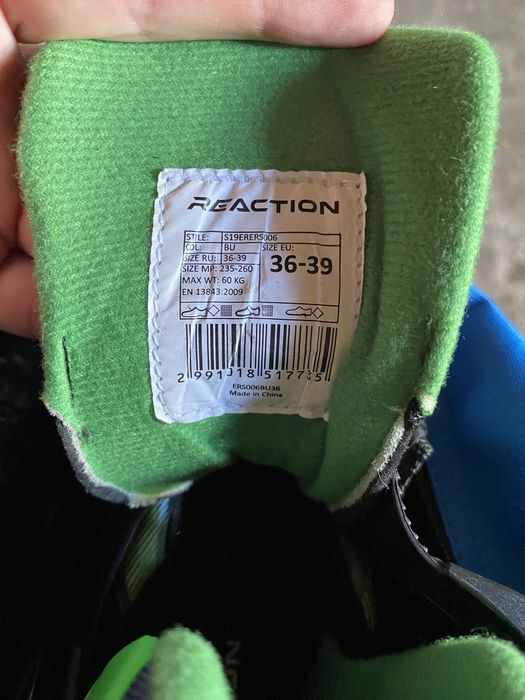 REACTION
STYLE: S19ERERS006
COL: BU SIZE EU:
SIZE RU: 36-39 36-39
SIZE MP: 235-260
MAX WT: 60 KG
EN 13843:2009
ERS006BU36
Made in China